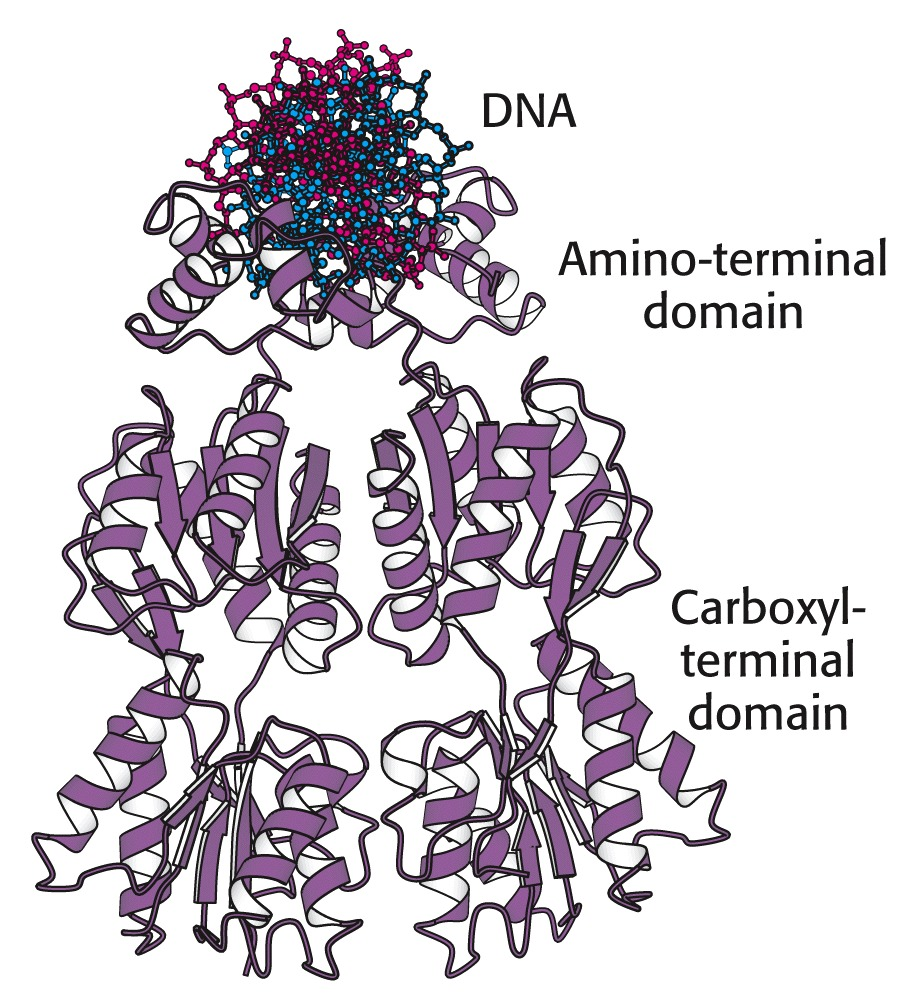 DNA
Amino-terminal
domain
Carboxyl-
terminal
domain